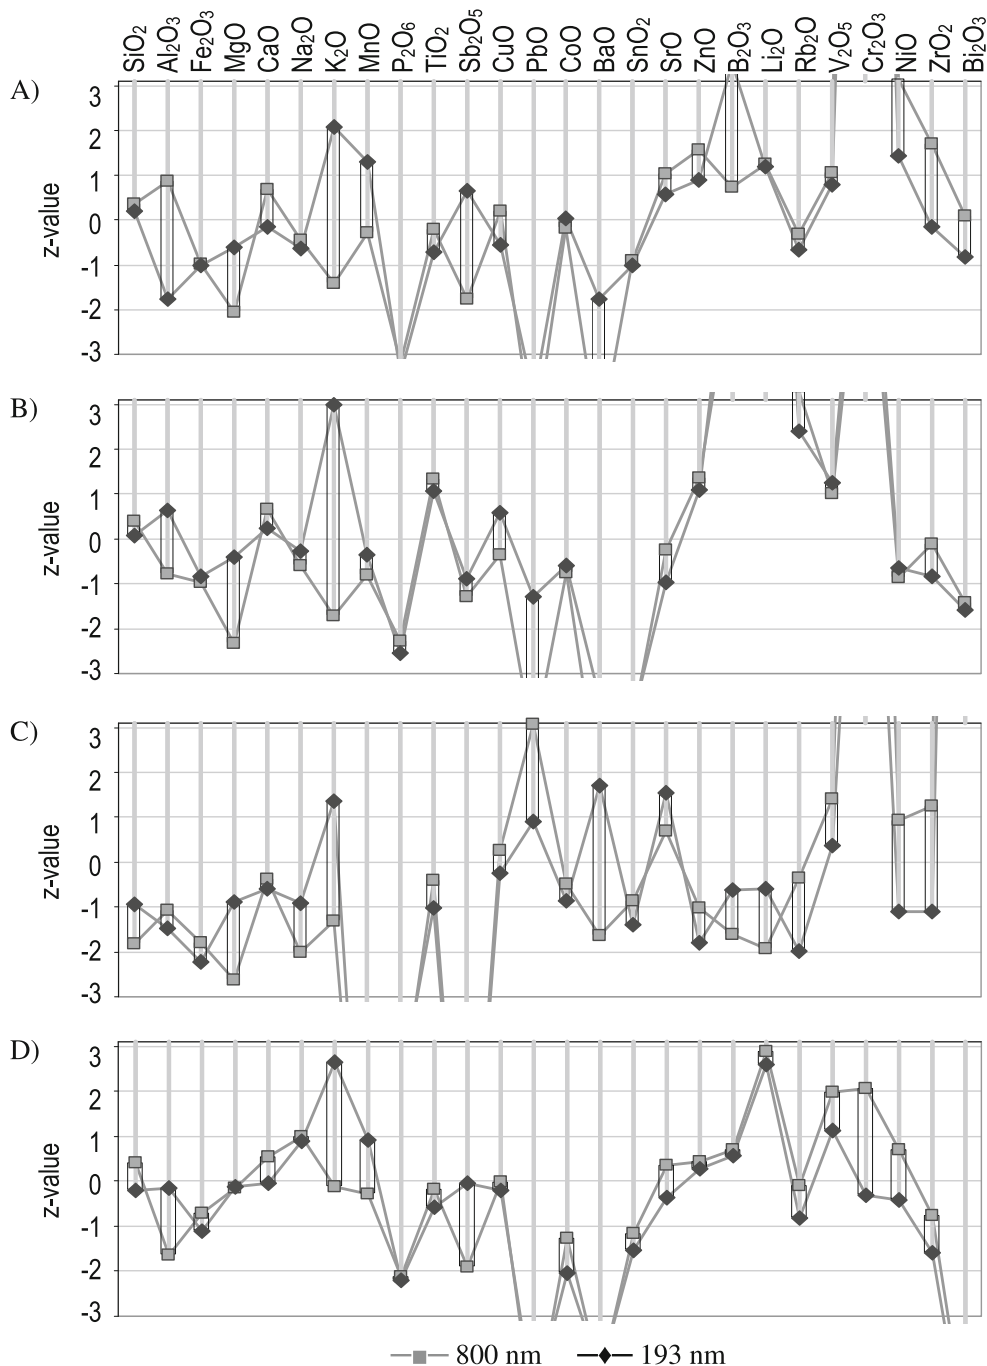 SiO₂ Al₂O₃ Fe₂O₃ MgO CaO Na₂O K₂O MnO P₂O₆ TiO₂ Sb₂O₅ CuO PbO CoO BaO SnO₂ SrO ZnO B₂O₃ Li₂O Rb₂O V₂O₅ Cr₂O₃ NiO ZrO₂ Bi₂O₃
A)
z-value
3
2
1
0
-1
-2
-3
B)
z-value
3
2
1
0
-1
-2
-3
C)
z-value
3
2
1
0
-1
-2
-3
D)
z-value
3
2
1
0
-1
-2
-3
800 nm 193 nm